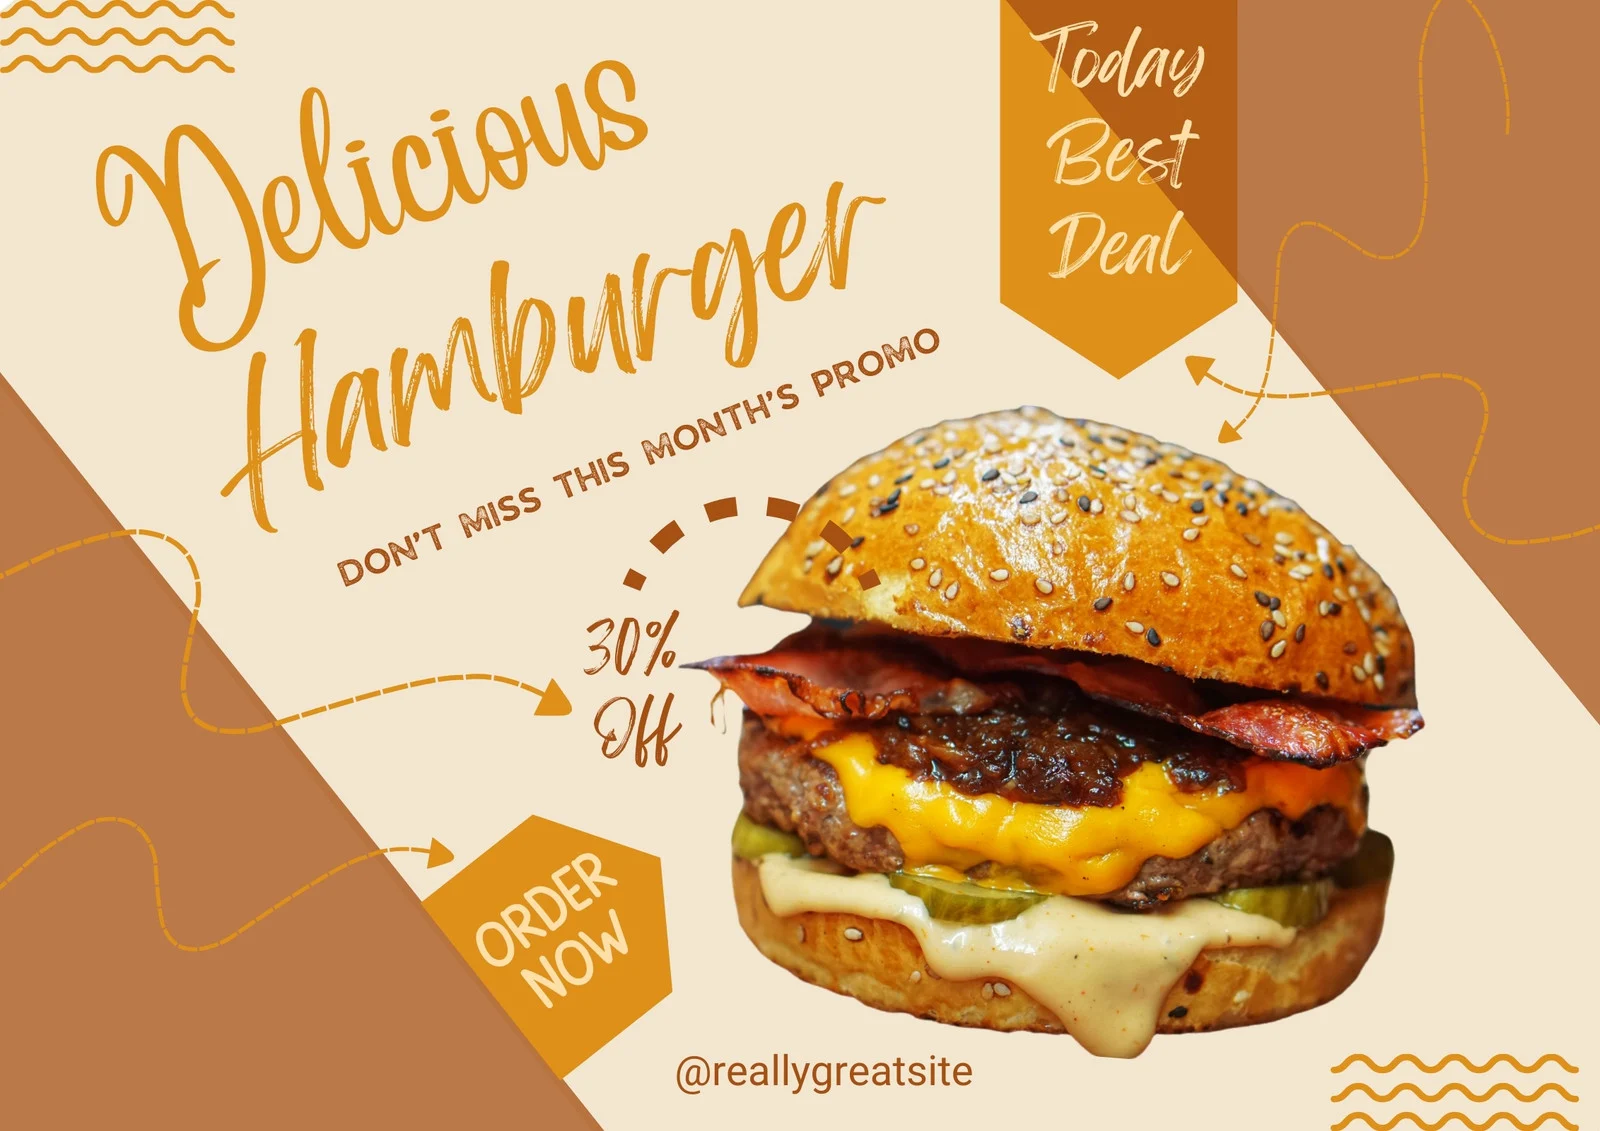 Delicious
Hamburger
DON'T MISS THIS MONTH'S PROMO
Today
Best
Deal
30%
Off
ORDER
NOW
@reallygreatsite